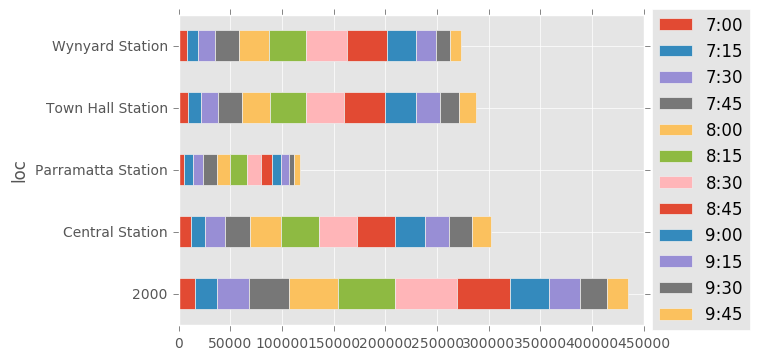 loc
Wynyard Station
Town Hall Station
Parramatta Station
Central Station
2000
0 50000 100000 150000 200000 250000 300000 350000 400000 450000
7:00
7:15
7:30
7:45
8:00
8:15
8:30
8:45
9:00
9:15
9:30
9:45